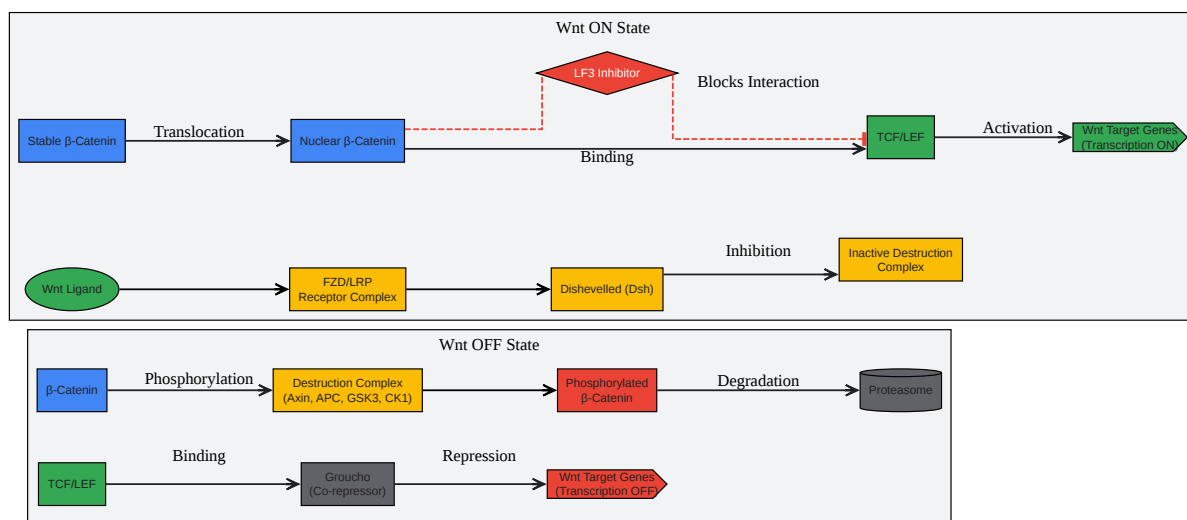 Wnt ON State
LF3 Inhibitor
Blocks Interaction
Stable β-Catenin
Translocation
Nuclear β-Catenin
Binding
TCF/LEF
Activation
Wnt Target Genes
(Transcription ON)
Wnt Ligand
FZD/LRP
Receptor Complex
Dishevelled (Dsh)
Inhibition
Inactive Destruction
Complex
Wnt OFF State
β-Catenin
Phosphorylation
Destruction Complex
(Axin, APC, GSK3, CK1)
Phosphorylated
β-Catenin
Degradation
Proteasome
TCF/LEF
Binding
Groucho
(Co-repressor)
Repression
Wnt Target Genes
(Transcription OFF)